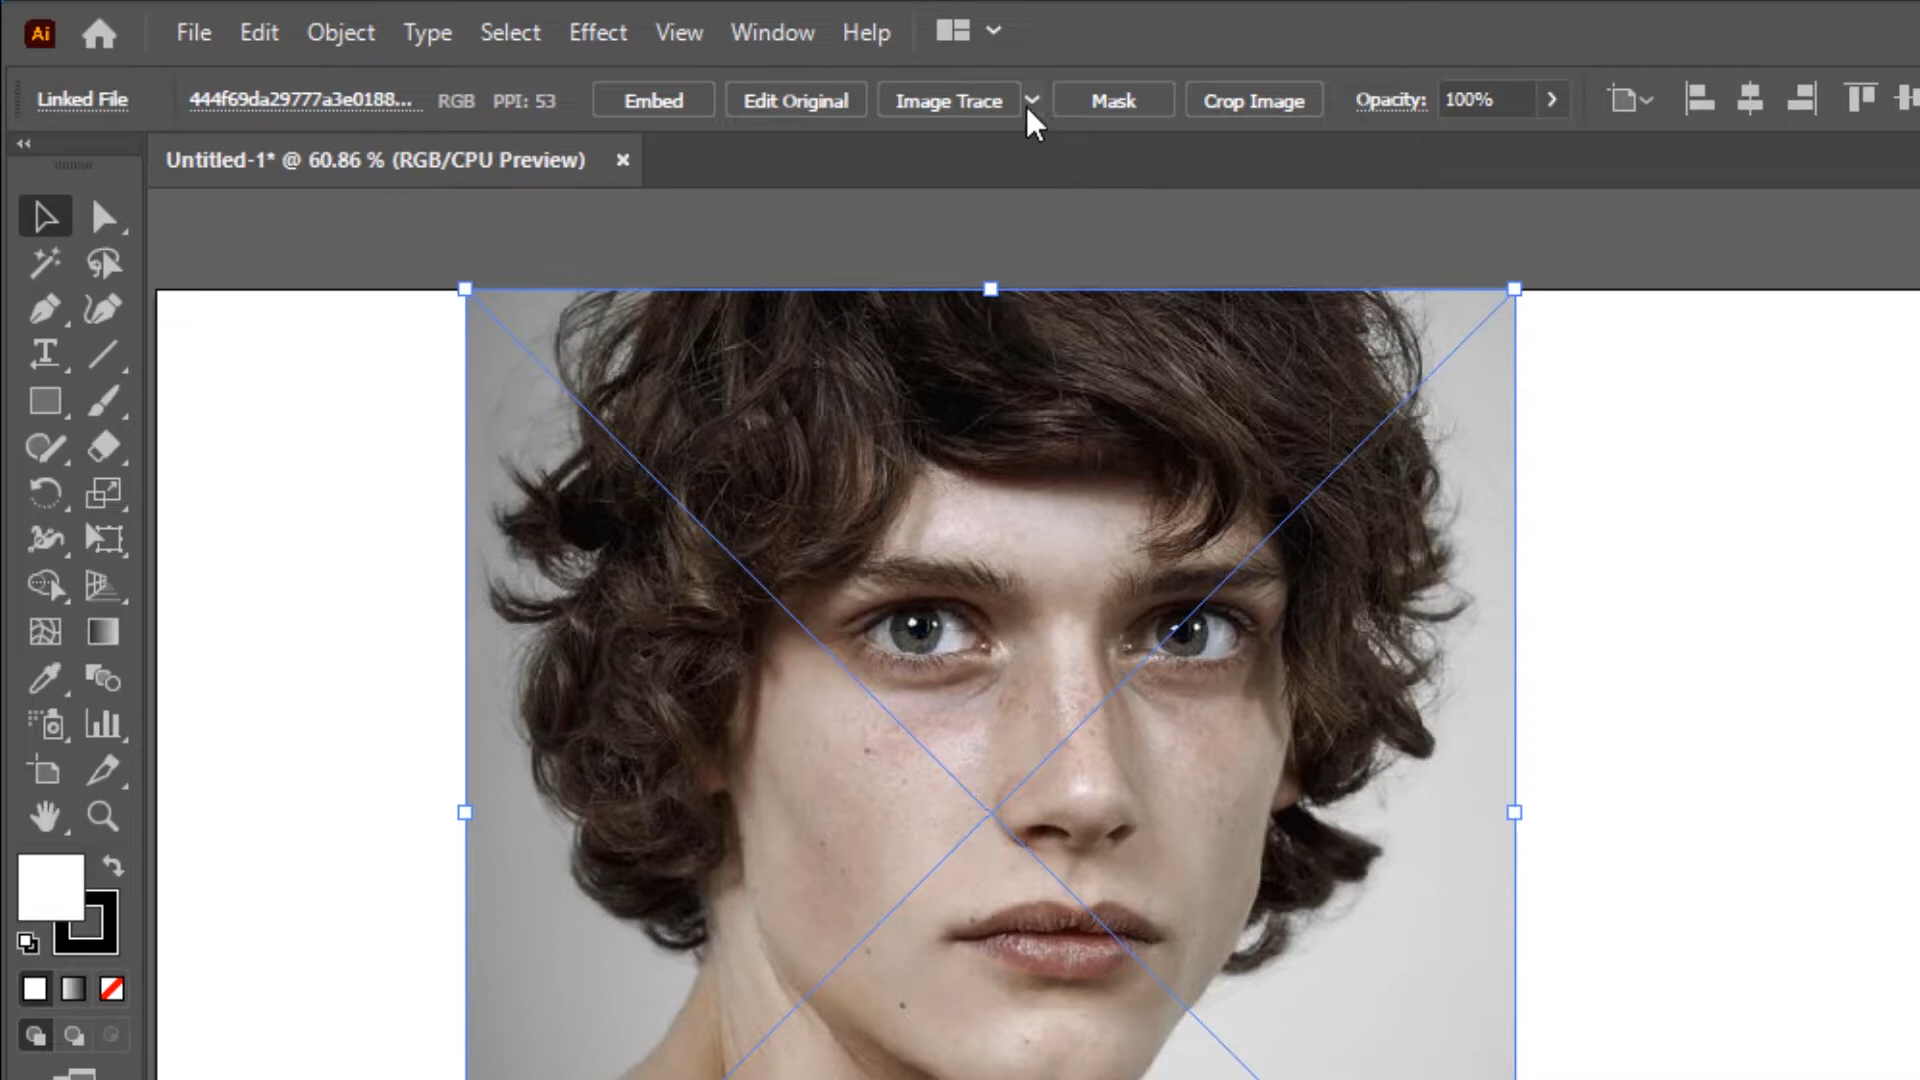 Ai File Edit Object Type Select Effect View Window Help
Linked File 444f69da29777a3e0188... RGB PPI: 53 Embed Edit Original Image Trace Mask Crop Image Opacity: 100%
Untitled-1* @ 60.86 % (RGB/CPU Preview)